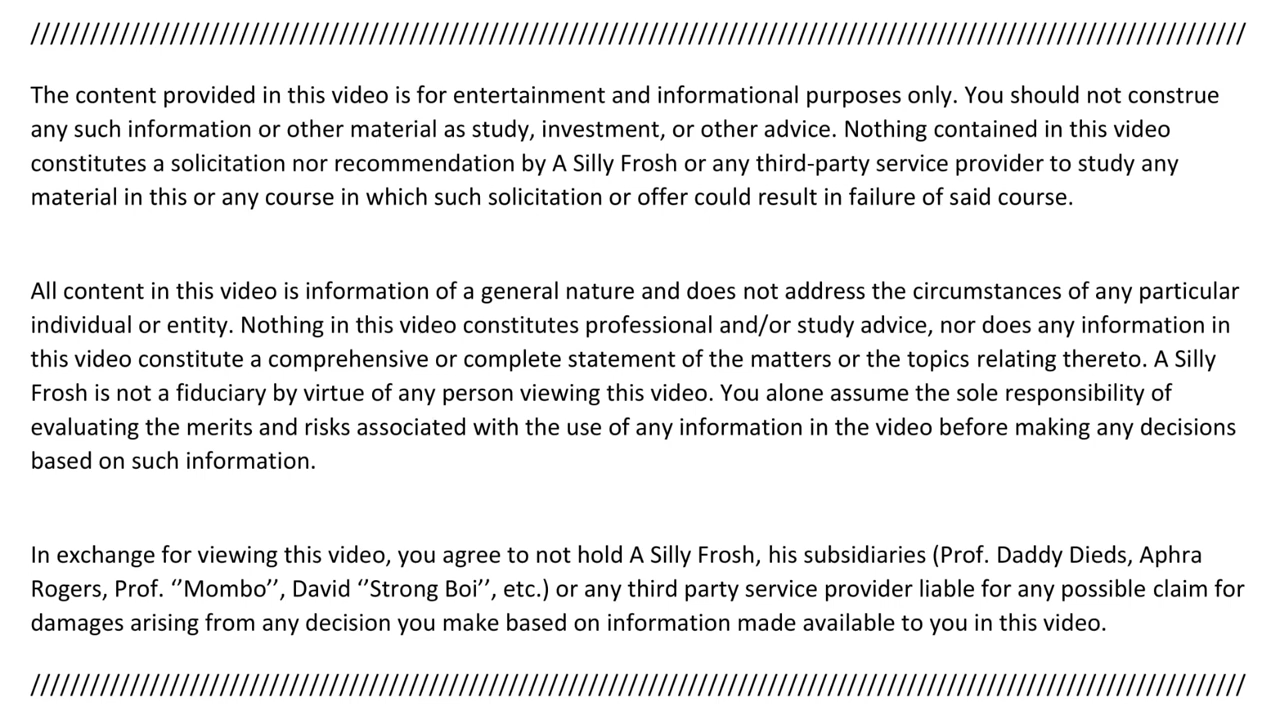 ////////////////////////////////////////////////////////////////////////////////////////////////////////////////////////////
The content provided in this video is for entertainment and informational purposes only. You should not construe
any such information or other material as study, investment, or other advice. Nothing contained in this video
constitutes a solicitation nor recommendation by A Silly Frosh or any third-party service provider to study any
material in this or any course in which such solicitation or offer could result in failure of said course.
All content in this video is information of a general nature and does not address the circumstances of any particular
individual or entity. Nothing in this video constitutes professional and/or study advice, nor does any information in
this video constitute a comprehensive or complete statement of the matters or the topics relating thereto. A Silly
Frosh is not a fiduciary by virtue of any person viewing this video. You alone assume the sole responsibility of
evaluating the merits and risks associated with the use of any information in the video before making any decisions
based on such information.
In exchange for viewing this video, you agree to not hold A Silly Frosh, his subsidiaries (Prof. Daddy Dieds, Aphra
Rogers, Prof. ‘’Mombo’’, David ‘’Strong Boi’’, etc.) or any third party service provider liable for any possible claim for
damages arising from any decision you make based on information made available to you in this video.
////////////////////////////////////////////////////////////////////////////////////////////////////////////////////////////